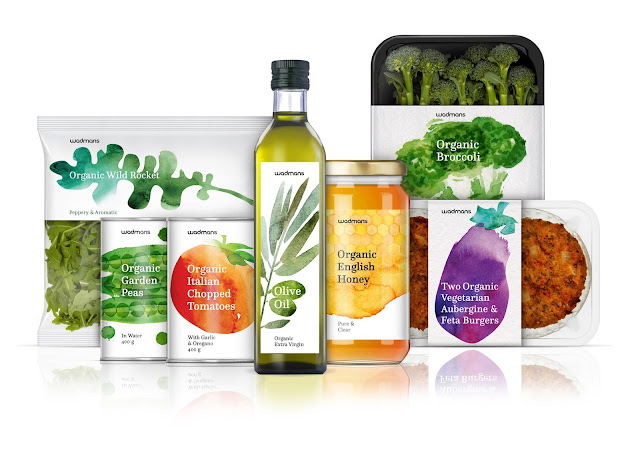 wadmans
Organic Wild Rocket
Peppery & Aromatic
wadmans
Organic
Garden
Peas
In Water
400 g
wadmans
Organic
Italian
Chopped
Tomatoes
With Garlic
& Oregano
400 g
wadmans
Olive
Oil
Organic
Extra Virgin
wadmans
Organic
English
Honey
Pure &
Clear
wadmans
Organic
Broccoli
wadmans
Two Organic
Vegetarian
Aubergine &
Feta Burgers